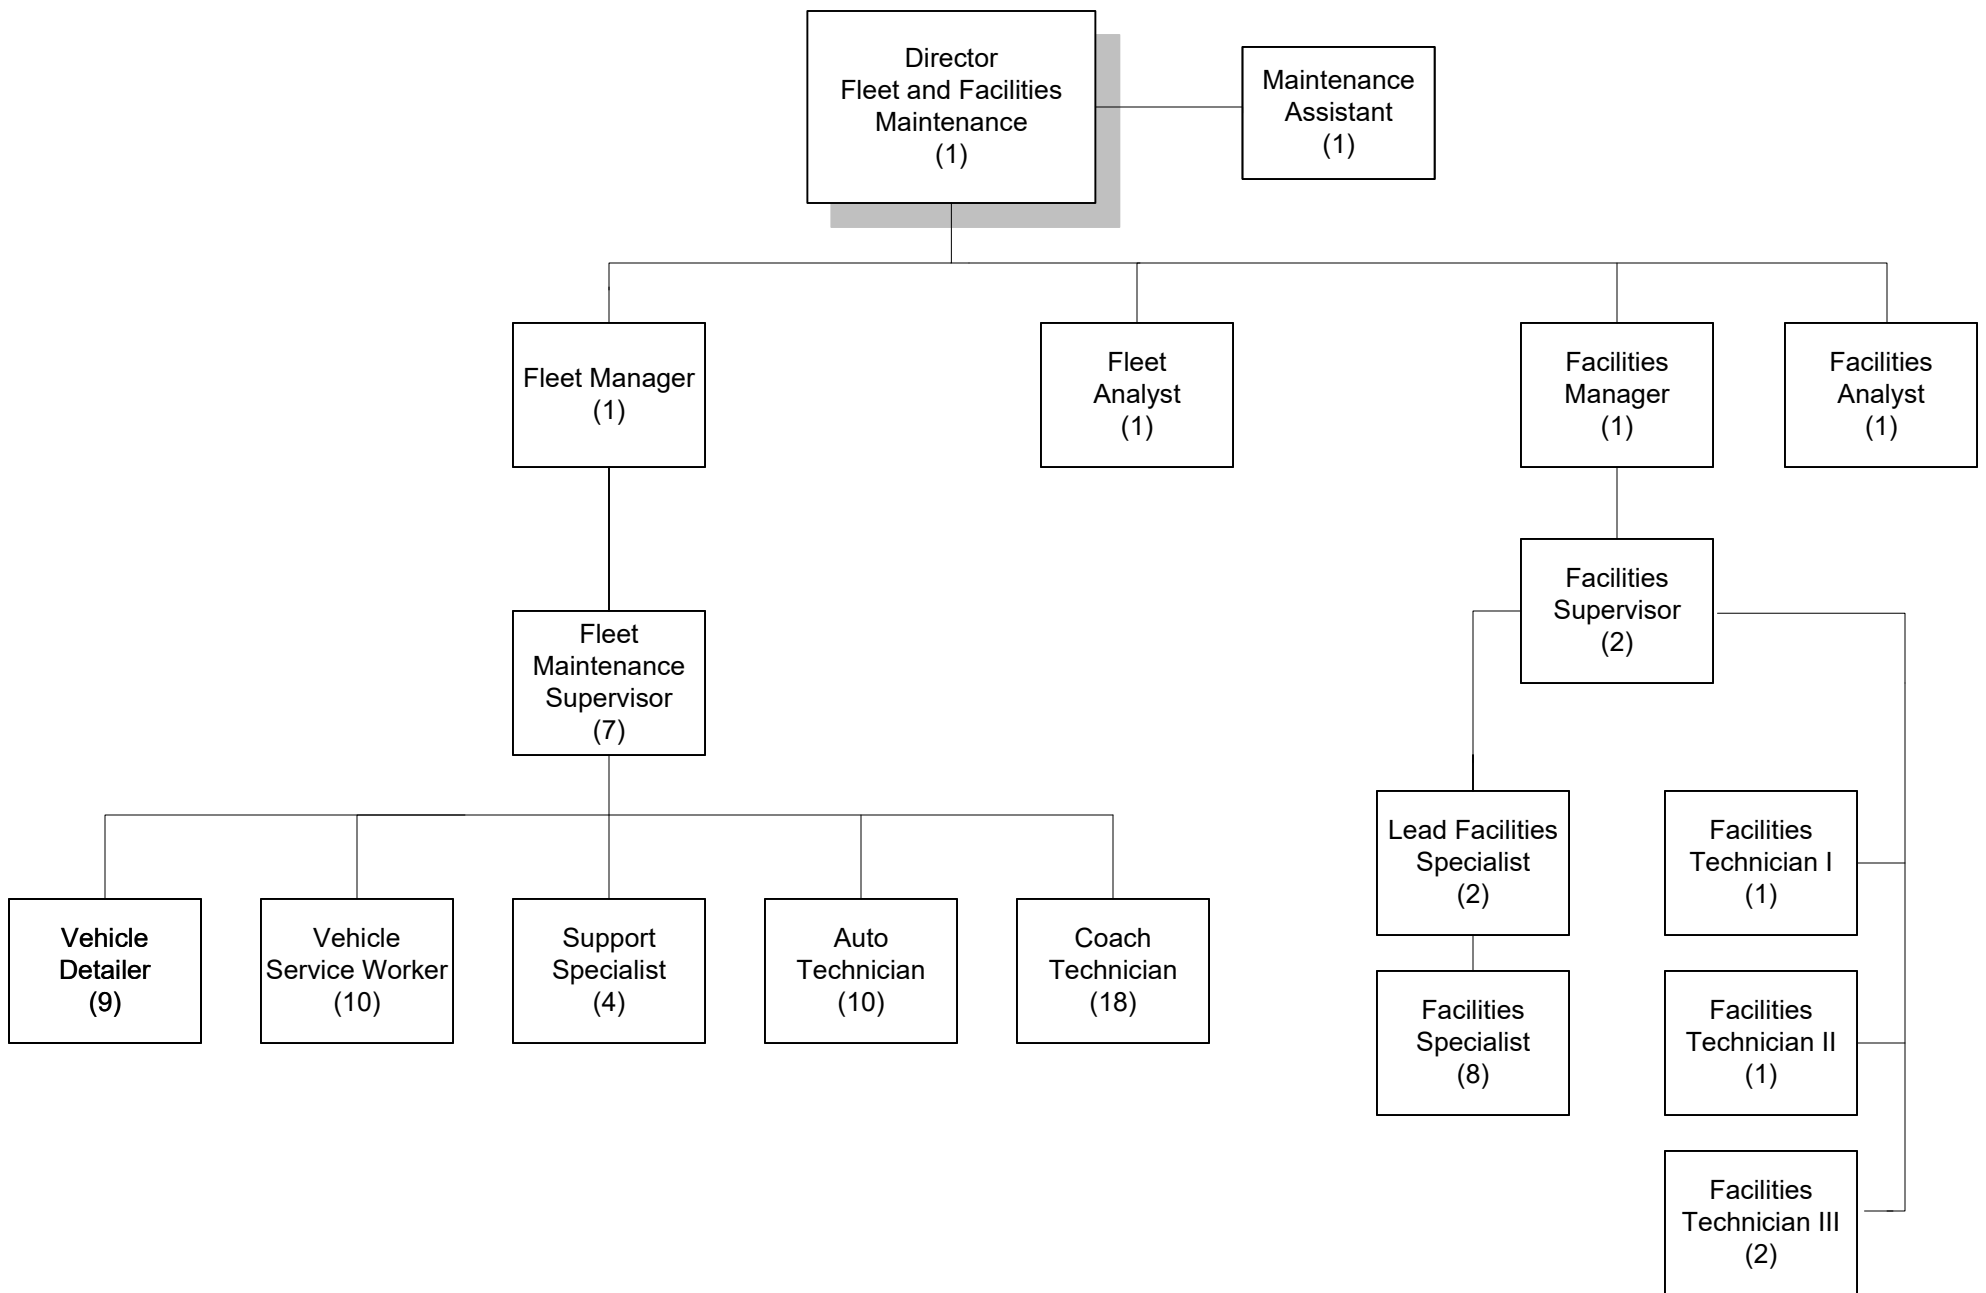 Director
Fleet and Facilities
Maintenance
(1)
Maintenance
Assistant
(1)
Fleet Manager
(1)
Fleet
Analyst
(1)
Facilities
Manager
(1)
Facilities
Analyst
(1)
Facilities
Supervisor
(2)
Fleet
Maintenance
Supervisor
(7)
Vehicle
Detailer
(9)
Vehicle
Service Worker
(10)
Support
Specialist
(4)
Auto
Technician
(10)
Coach
Technician
(18)
Lead Facilities
Specialist
(2)
Facilities
Specialist
(8)
Facilities
Technician I
(1)
Facilities
Technician II
(1)
Facilities
Technician III
(2)